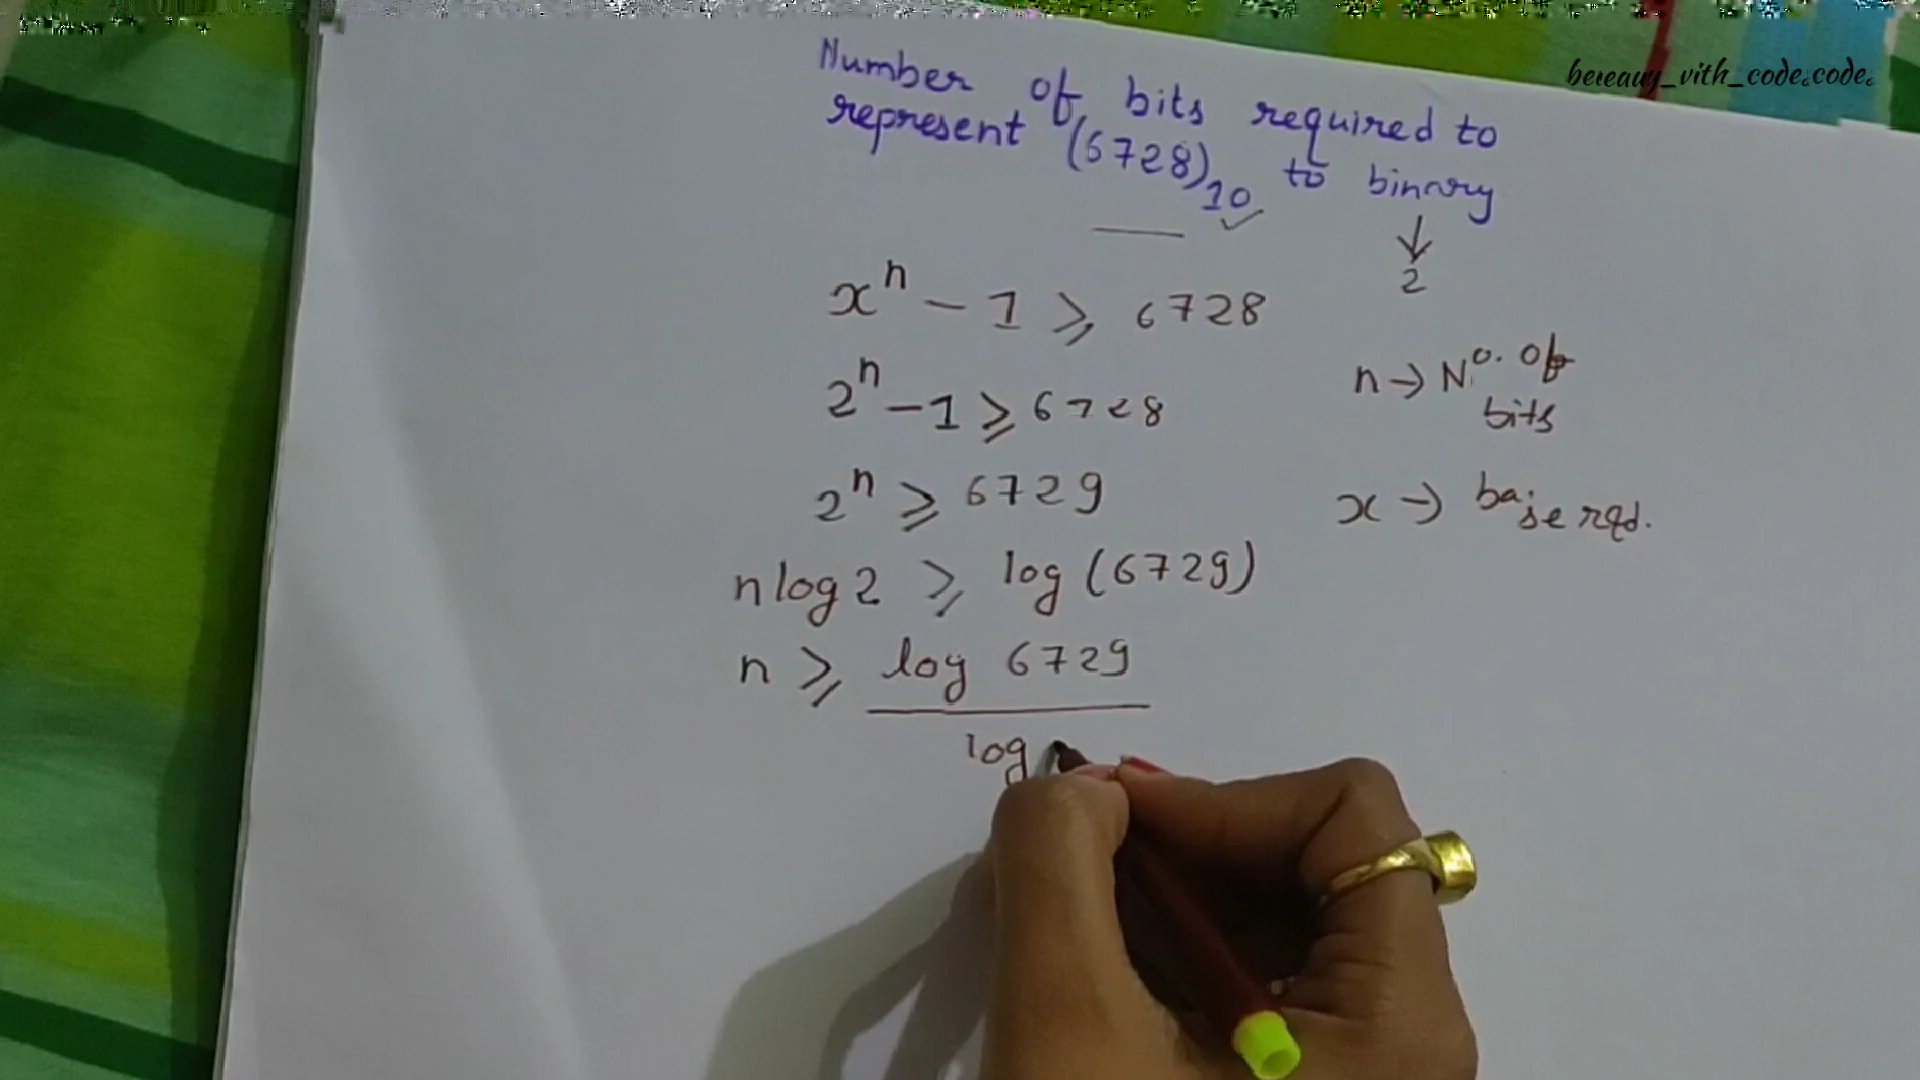 Number of bits required to
represent (6728)₁₀ to binary
↓
2
xⁿ - 1 ⩾ 6728
2ⁿ - 1 ⩾ 6728
n → No. of
bits
2ⁿ ⩾ 6729
x → base rqd.
n log 2 ⩾ log (6729)
n ⩾ log 6729
log